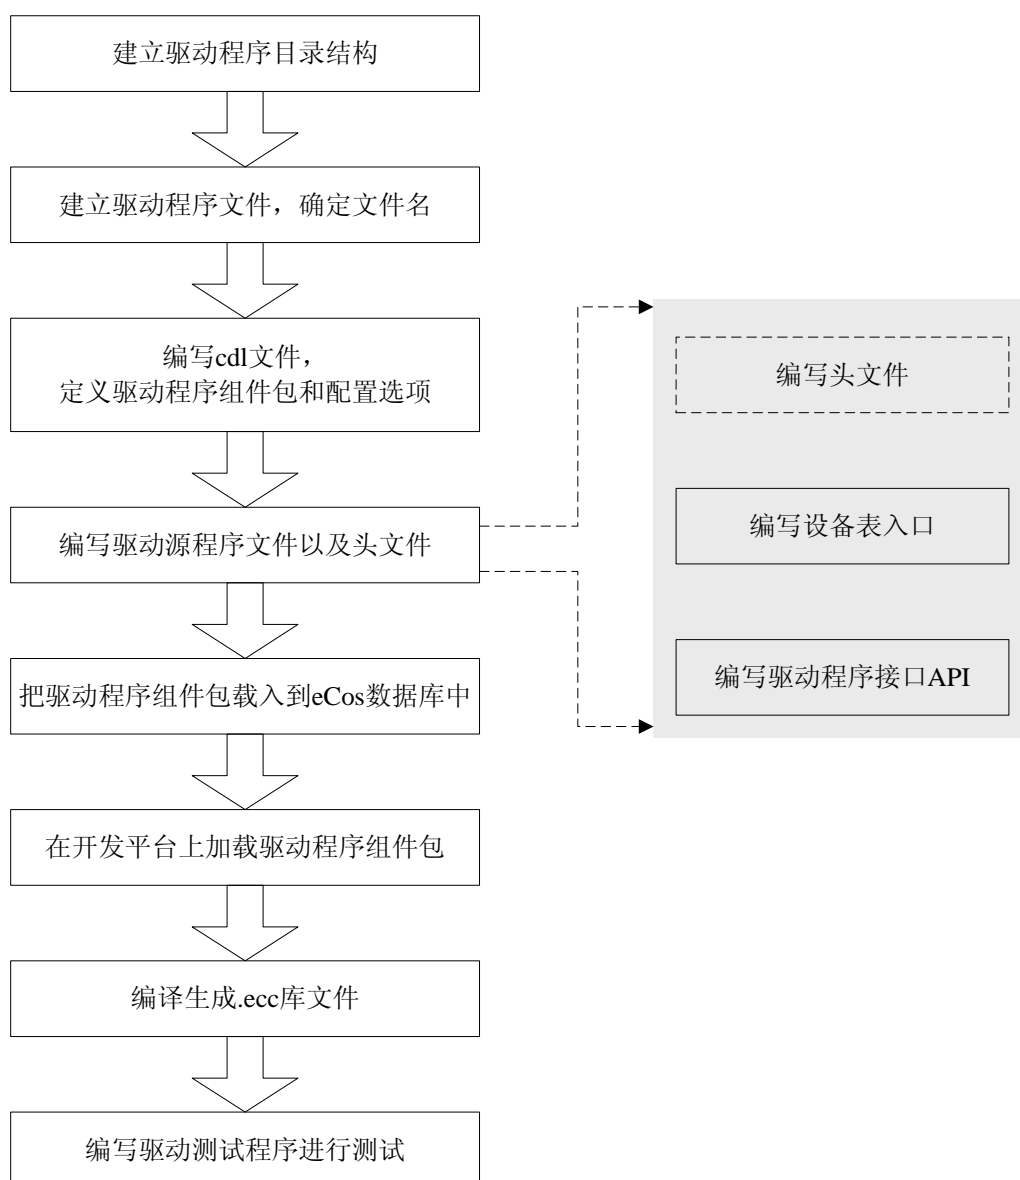 建立驱动程序目录结构
建立驱动程序文件，确定文件名
编写cdl文件，
定义驱动程序组件包和配置选项
编写驱动源程序文件以及头文件
把驱动程序组件包载入到eCos数据库中
在开发平台上加载驱动程序组件包
编译生成.ecc库文件
编写驱动测试程序进行测试
编写头文件
编写设备表入口
编写驱动程序接口API